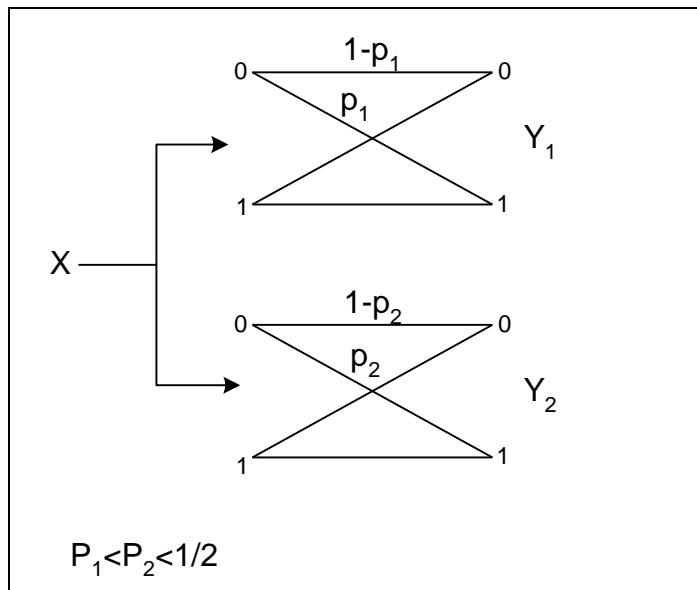 1-p₁
0 0
p₁
Y₁
1 1
X
1-p₂
0 0
p₂
Y₂
1 1
P₁<P₂<1/2